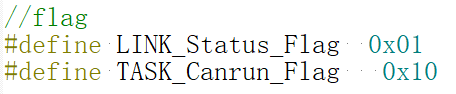 //flag
#define LINK_Status_Flag  0x01
#define TASK_Canrun_Flag   0x10